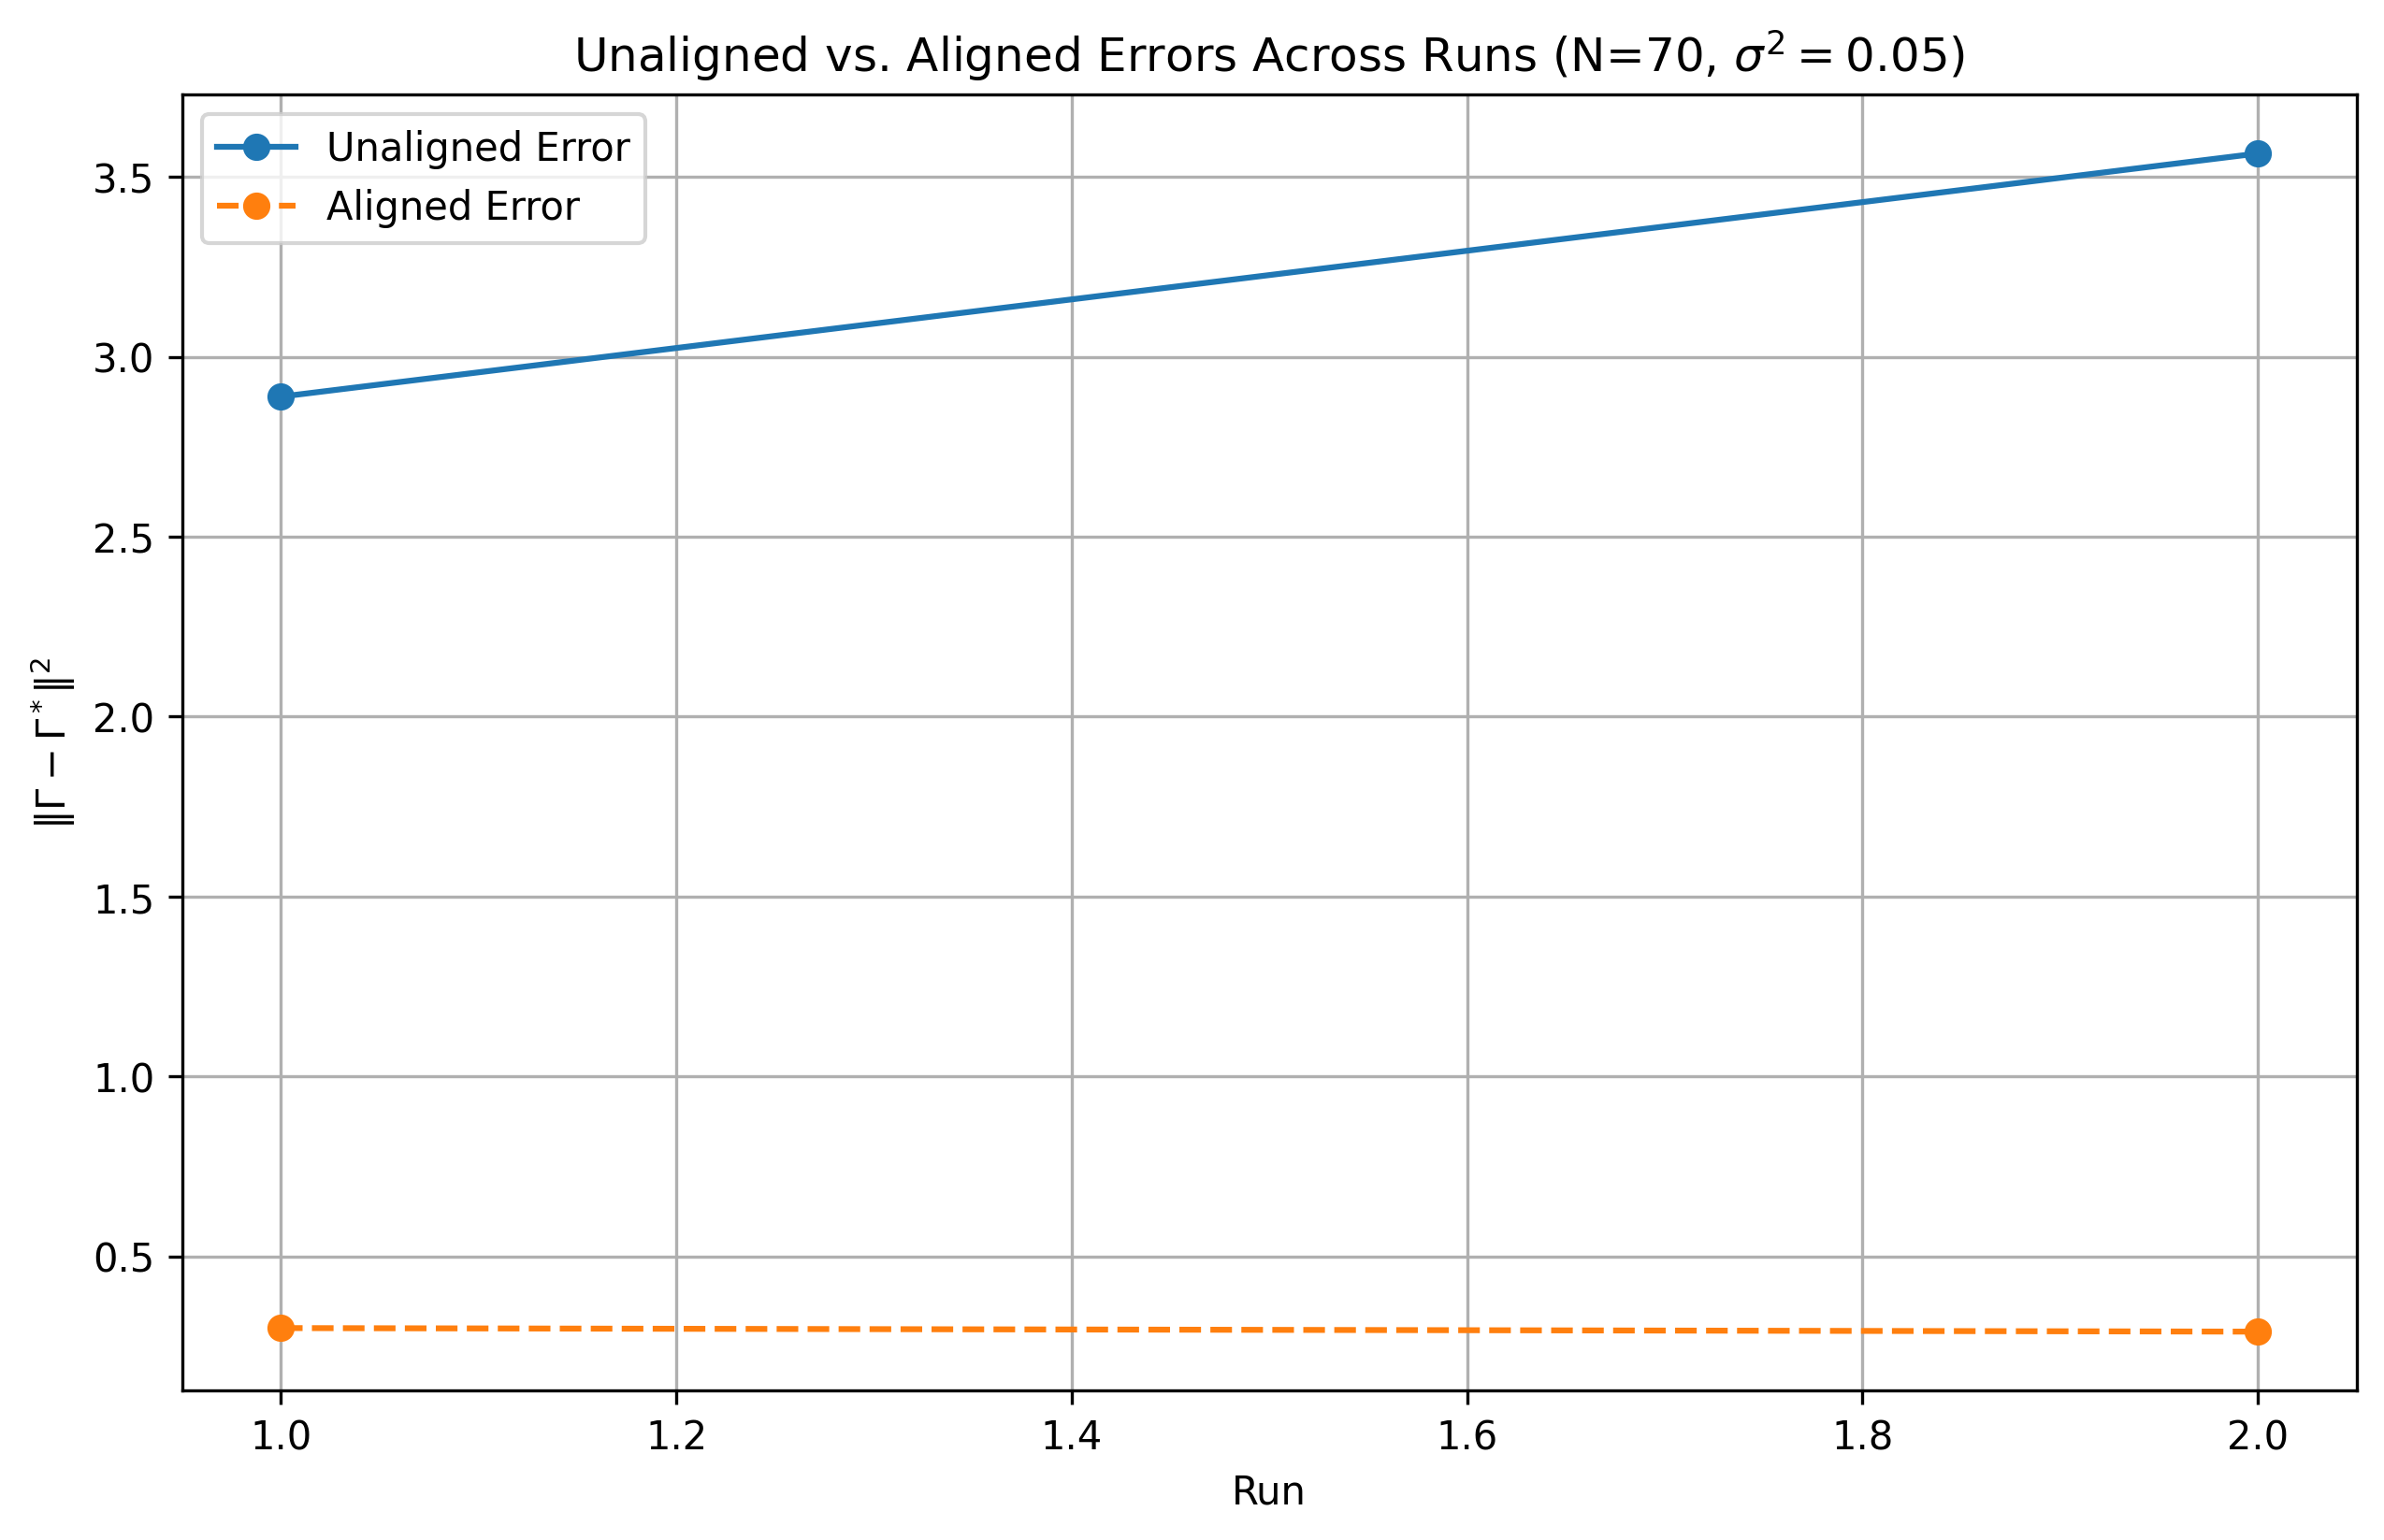 Unaligned vs. Aligned Errors Across Runs (N=70, σ² = 0.05)
Unaligned Error
Aligned Error
3.5
3.0
2.5
2.0
1.5
1.0
0.5
‖Γ − Γ*‖²
1.0 1.2 1.4 1.6 1.8 2.0
Run